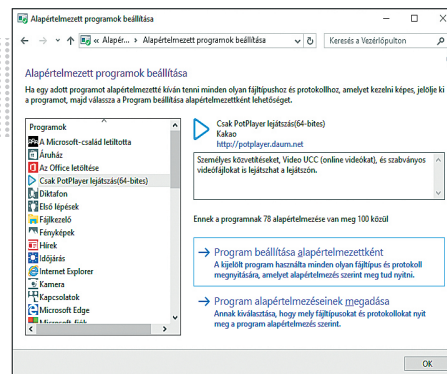 Alapértelmezett programok beállítása
« Alapér... › Alapértelmezett programok beállítása
Keresés a Vezérlőpulton
Alapértelmezett programok beállítása
Ha egy adott programot alapértelmezetté kíván tenni minden olyan fájltípushoz és protokollhoz, amelyet kezelni képes, jelölje ki
a programot, majd válassza a Program beállítása alapértelmezettként lehetőséget.
Programok
A Microsoft-család letiltotta
Áruház
Az Office letöltése
Csak PotPlayer lejátszás(64-bites)
Diktafon
Első lépések
Fájlkezelő
Fényképek
Hírek
Időjárás
Internet Explorer
Kamera
Kapcsolatok
Microsoft Edge
Microsoft-fiók
Csak PotPlayer lejátszás(64-bites)
Kakao
http://potplayer.daum.net
Személyes közvetítéseket, Video UCC (online videókat), és szabványos
videófájlokat is lejátszhat a lejátszón.
Ennek a programnak 78 alapértelmezése van meg 100 közül
Program beállítása alapértelmezettként
A kijelölt program használata minden olyan fájltípus és protokoll
megnyitására, amelyet alapértelmezés szerint meg tud nyitni.
Program alapértelmezéseinek megadása
Annak kiválasztása, hogy mely fájltípusokat és protokollokat nyit
meg a program alapértelmezés szerint.
OK